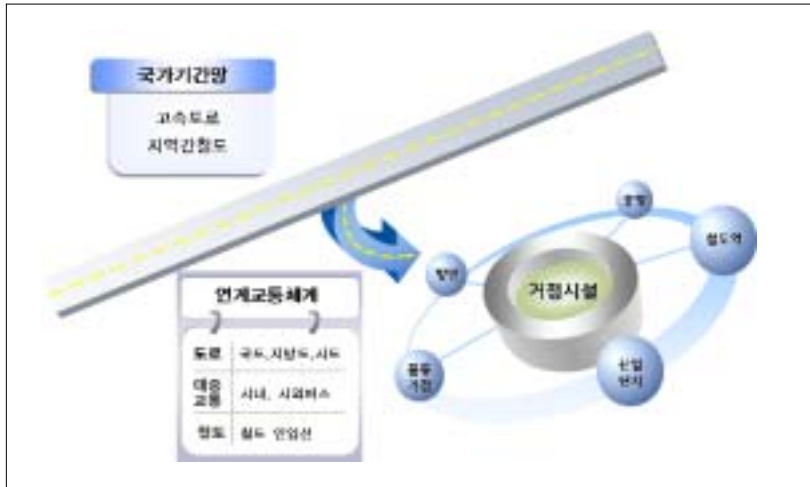 국가기간망
고속도로
지역간철도
공항
철도역
항만
거점시설
물류
거점
산업
단지
연계교통체계
도로 국도,지방도,시도
대중
교통 시내, 시외버스
철도 철도 인입선